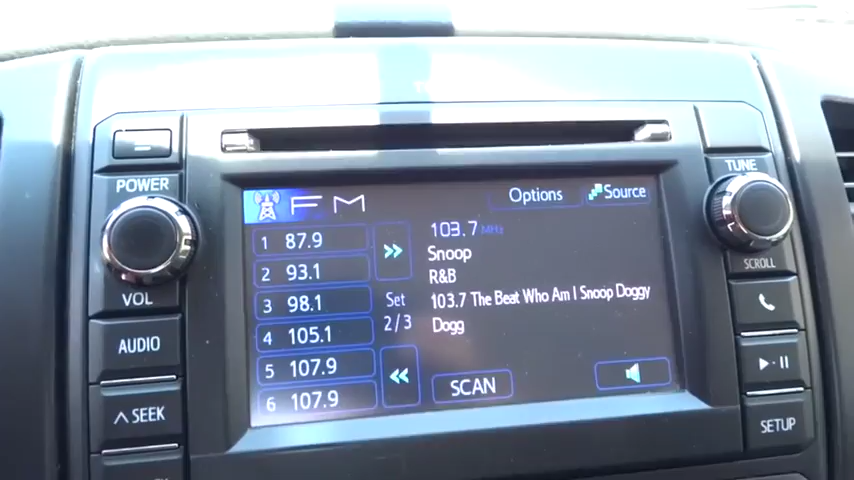 POWER
VOL
AUDIO
∧ SEEK
FM
Options
Source
1 87.9
2 93.1
3 98.1
4 105.1
5 107.9
6 107.9
Set
2/3
103.7 MHz
Snoop
R&B
103.7 The Beat Who Am I Snoop Doggy
Dogg
SCAN
TUNE
SCROLL
SETUP